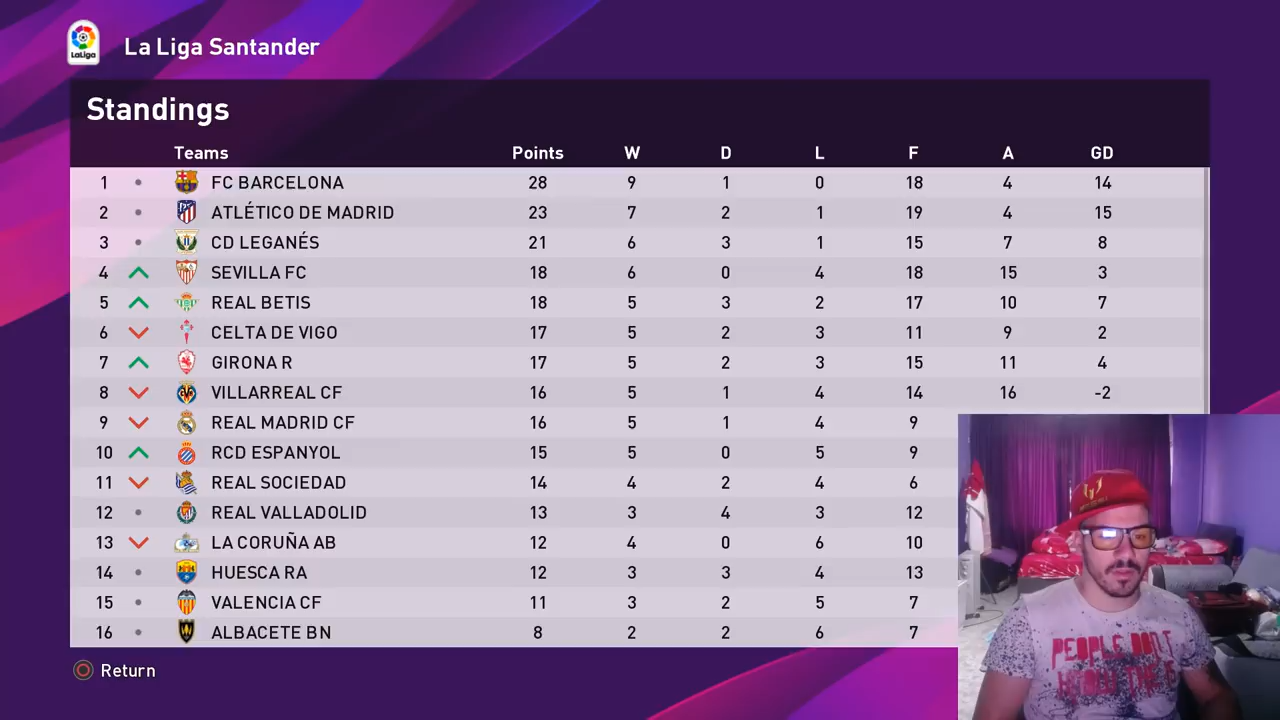 LaLiga
La Liga Santander
Standings
Teams Points W D L F A GD
1 FC BARCELONA 28 9 1 0 18 4 14
2 ATLÉTICO DE MADRID 23 7 2 1 19 4 15
3 CD LEGANÉS 21 6 3 1 15 7 8
4 SEVILLA FC 18 6 0 4 18 15 3
5 REAL BETIS 18 5 3 2 17 10 7
6 CELTA DE VIGO 17 5 2 3 11 9 2
7 GIRONA R 17 5 2 3 15 11 4
8 VILLARREAL CF 16 5 1 4 14 16 -2
9 REAL MADRID CF 16 5 1 4 9
10 RCD ESPANYOL 15 5 0 5 9
11 REAL SOCIEDAD 14 4 2 4 6
12 REAL VALLADOLID 13 3 4 3 12
13 LA CORUÑA AB 12 4 0 6 10
14 HUESCA RA 12 3 3 4 13
15 VALENCIA CF 11 3 2 5 7
16 ALBACETE BN 8 2 2 6 7
Return
PEOPLE DON'T
KNOW THE